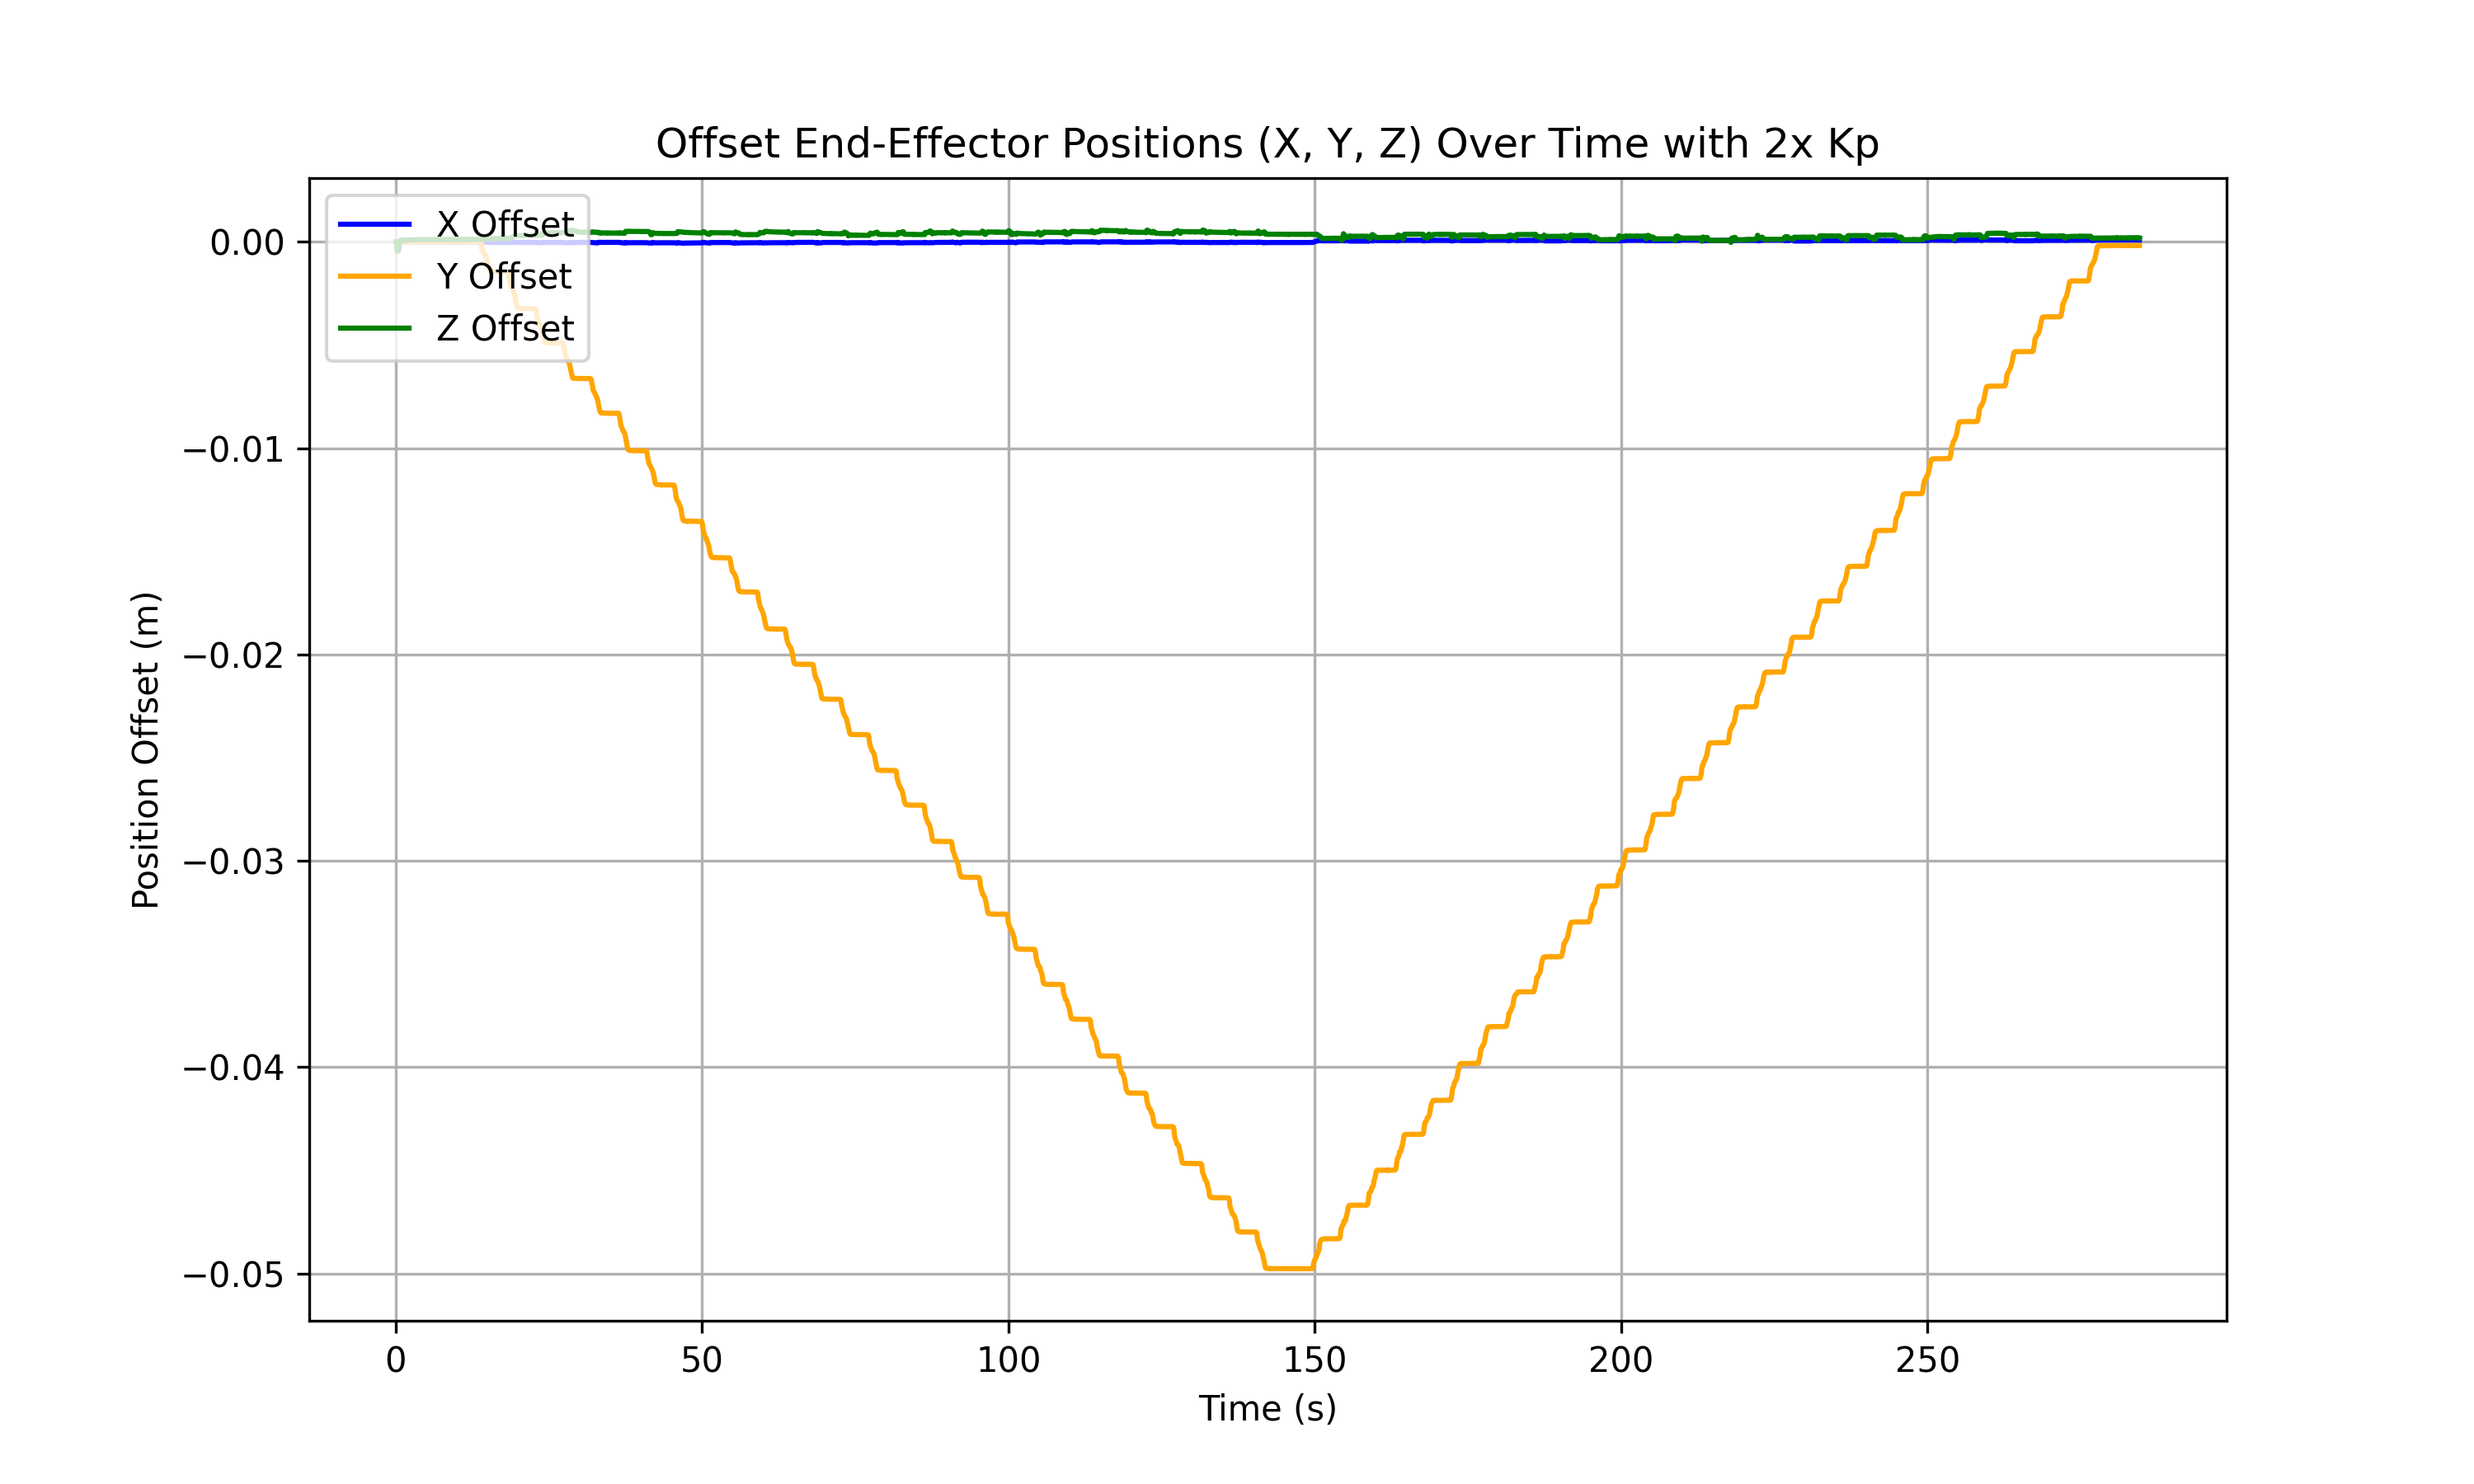 Offset End-Effector Positions (X, Y, Z) Over Time with 2x Kp
X Offset
Y Offset
Z Offset
0.00
−0.01
−0.02
−0.03
−0.04
−0.05
Position Offset (m)
0 50 100 150 200 250
Time (s)